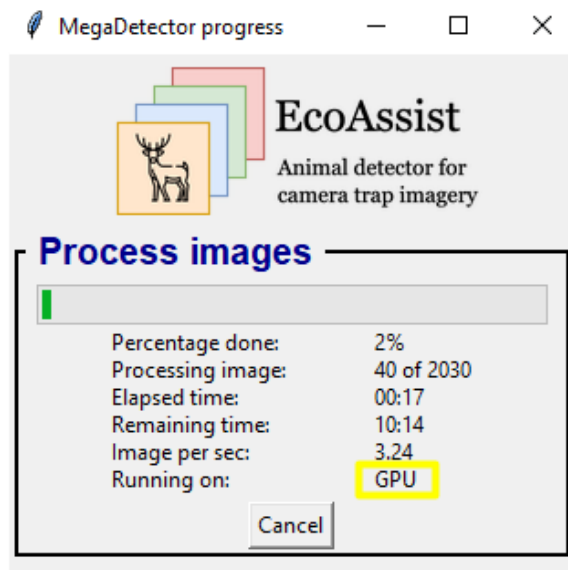 MegaDetector progress
EcoAssist
Animal detector for
camera trap imagery
Process images
Percentage done: 2%
Processing image: 40 of 2030
Elapsed time: 00:17
Remaining time: 10:14
Image per sec: 3.24
Running on: GPU
Cancel